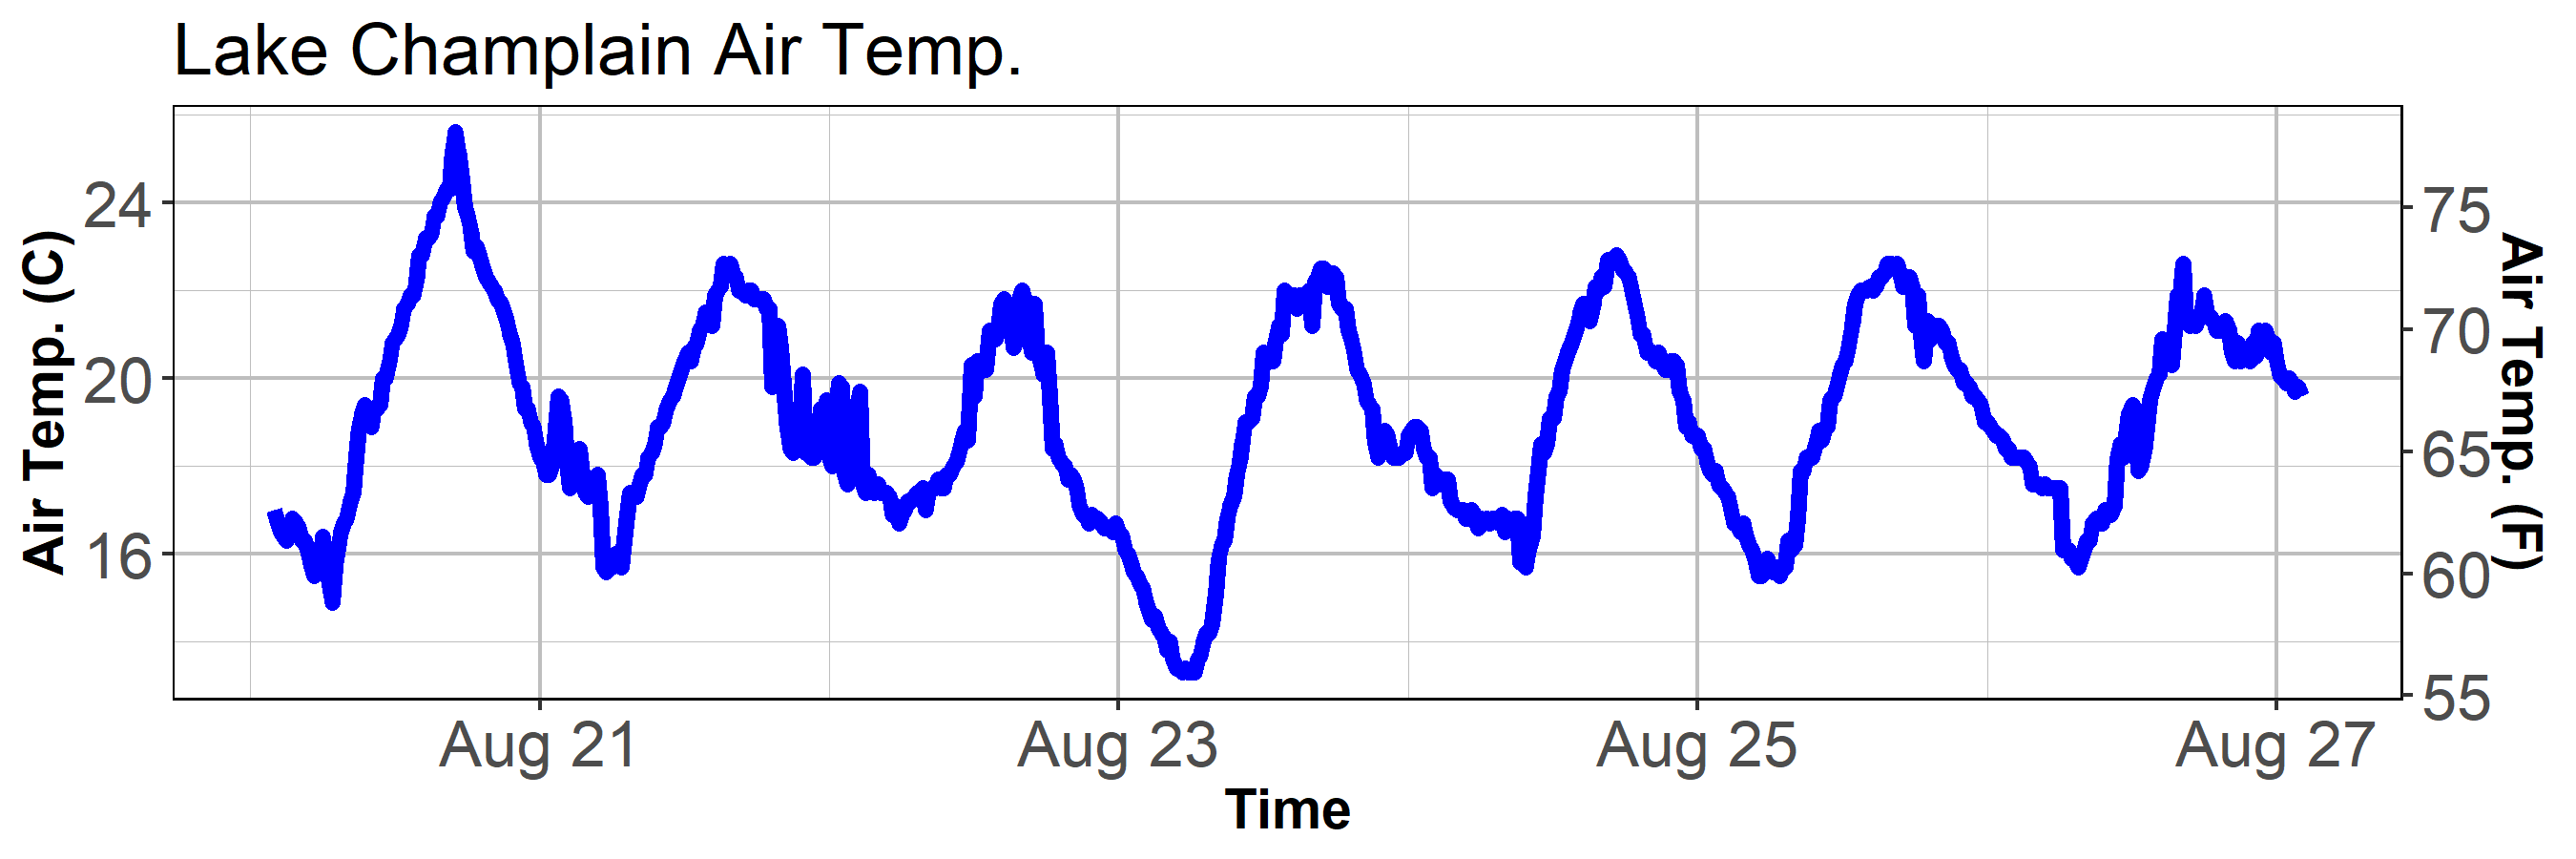 Lake Champlain Air Temp.
Air Temp. (C)
24
20
16
75
70
65
60
55
Air Temp. (F)
Aug 21
Aug 23
Aug 25
Aug 27
Time